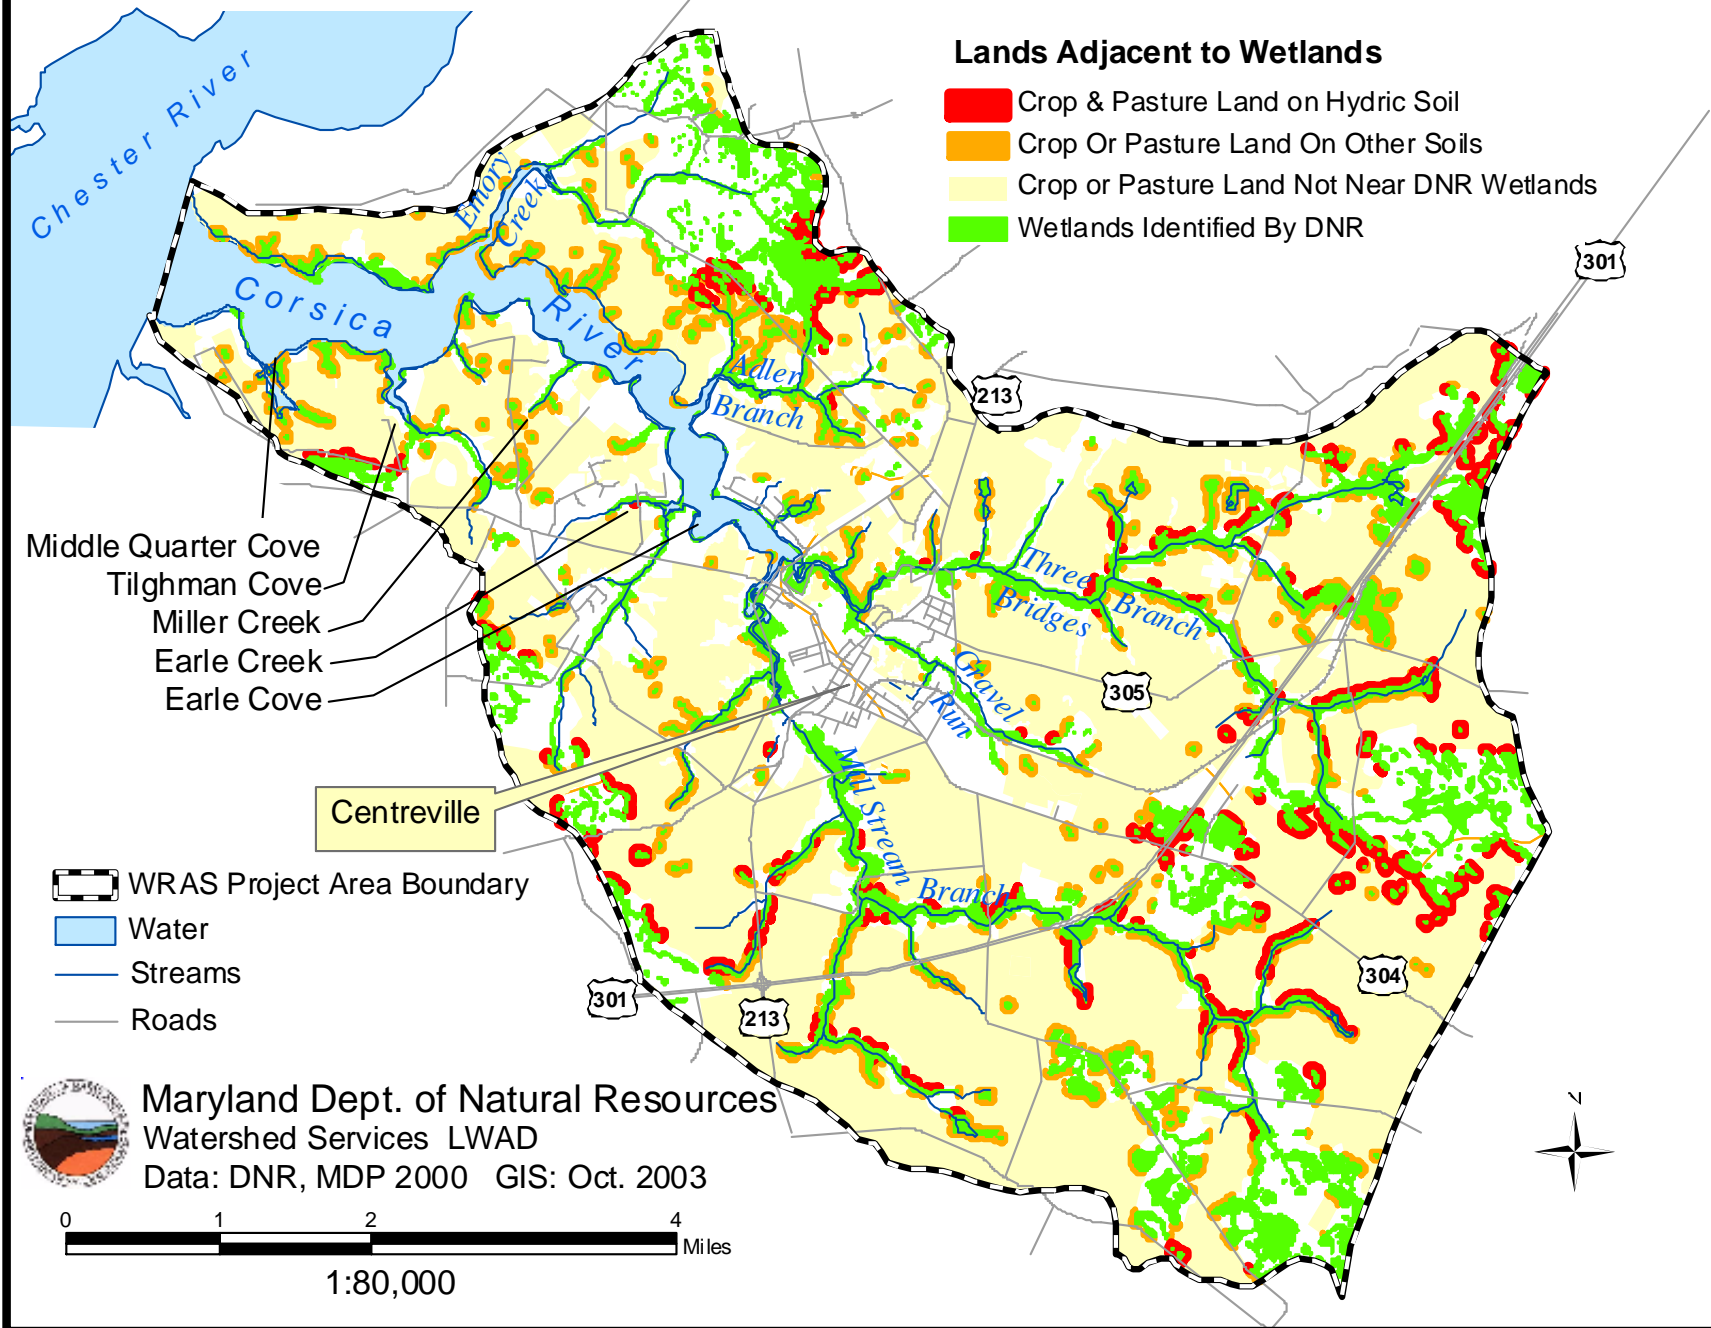 Lands Adjacent to Wetlands
Crop & Pasture Land on Hydric Soil
Crop Or Pasture Land On Other Soils
Crop or Pasture Land Not Near DNR Wetlands
Wetlands Identified By DNR
Chester River
Emory
Creek
Corsica
River
Adler
Branch
301
213
Middle Quarter Cove
Tilghman Cove
Miller Creek
Earle Creek
Earle Cove
Three
Bridges
Branch
305
Gravel
Run
Mill Stream
Branch
Centreville
WRAS Project Area Boundary
Water
Streams
Roads
301
213
304
Maryland Dept. of Natural Resources
Watershed Services LWAD
Data: DNR, MDP 2000 GIS: Oct. 2003
0 1 2 4
Miles
1:80,000
N